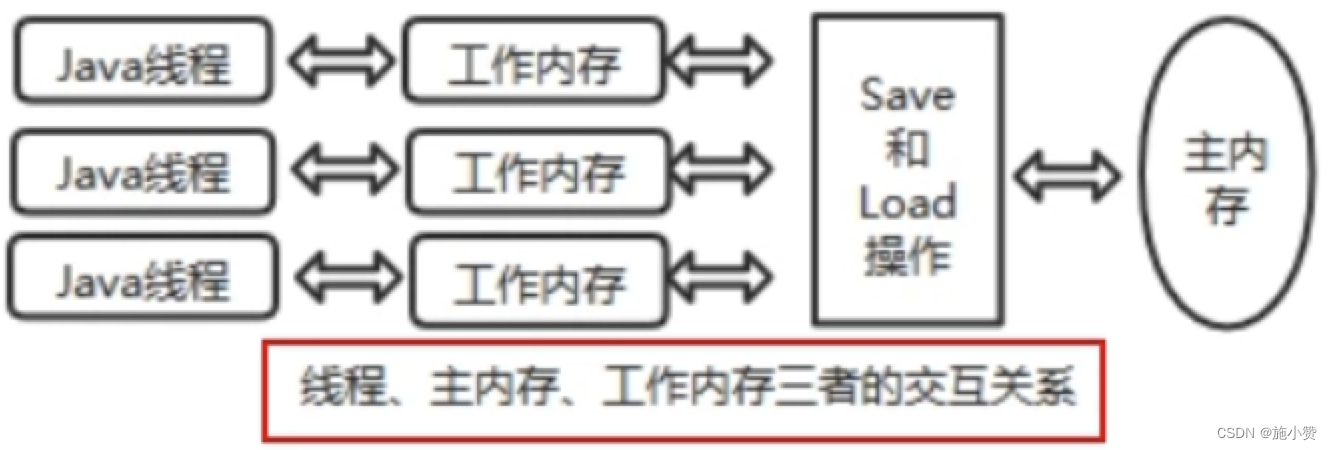 Java线程
工作内存
Java线程
工作内存
Java线程
工作内存
Save
和
Load
操作
主内
存
线程、主内存、工作内存三者的交互关系
CSDN @施小赞